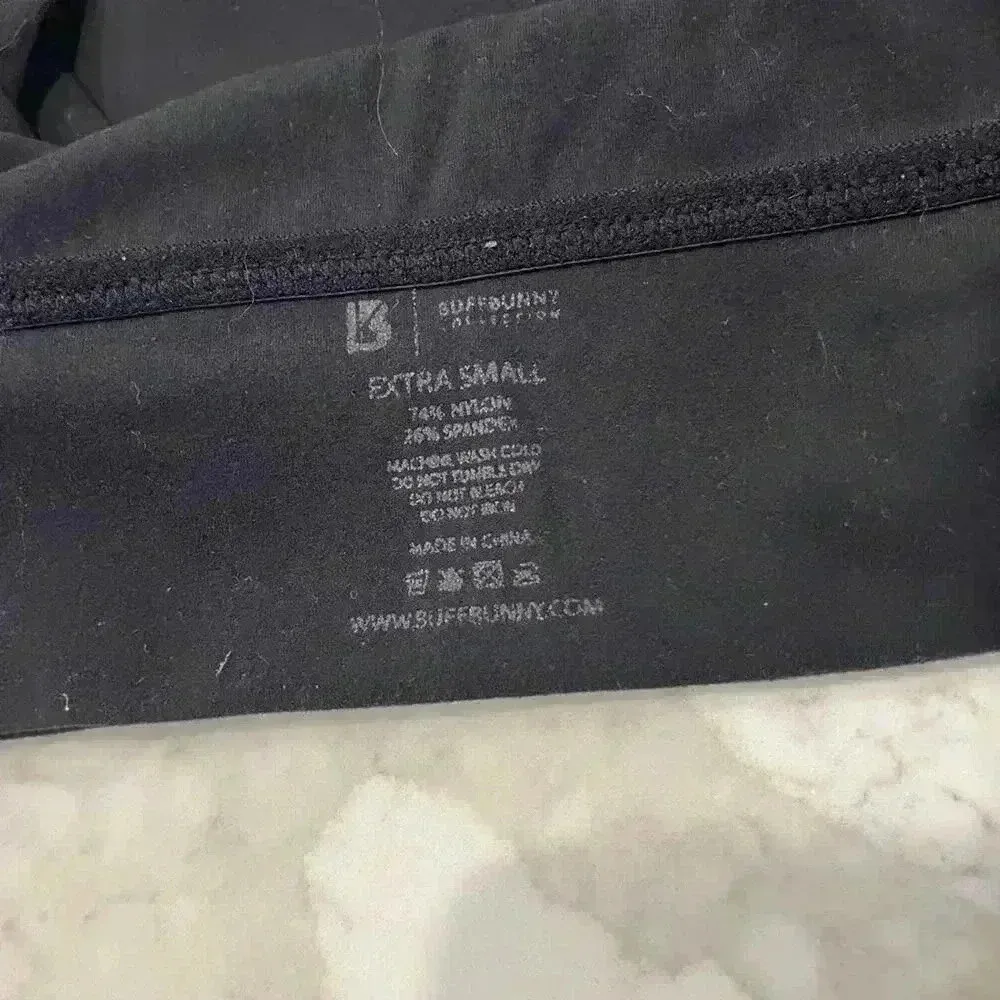 BUFFBUNNY
COLLECTION
EXTRA SMALL
74% NYLON
26% SPANDEX
MACHINE WASH COLD
DO NOT TUMBLE DRY
DO NOT BLEACH
DO NOT IRON
MADE IN CHINA
WWW.BUFFBUNNY.COM